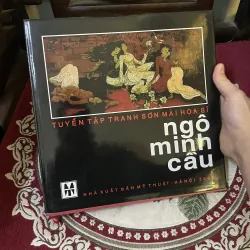 TUYỂN TẬP TRANH SƠN MÀI HỌA SĨ
ngô
minh
cầu
NHÀ XUẤT BẢN MỸ THUẬT - HÀ NỘI